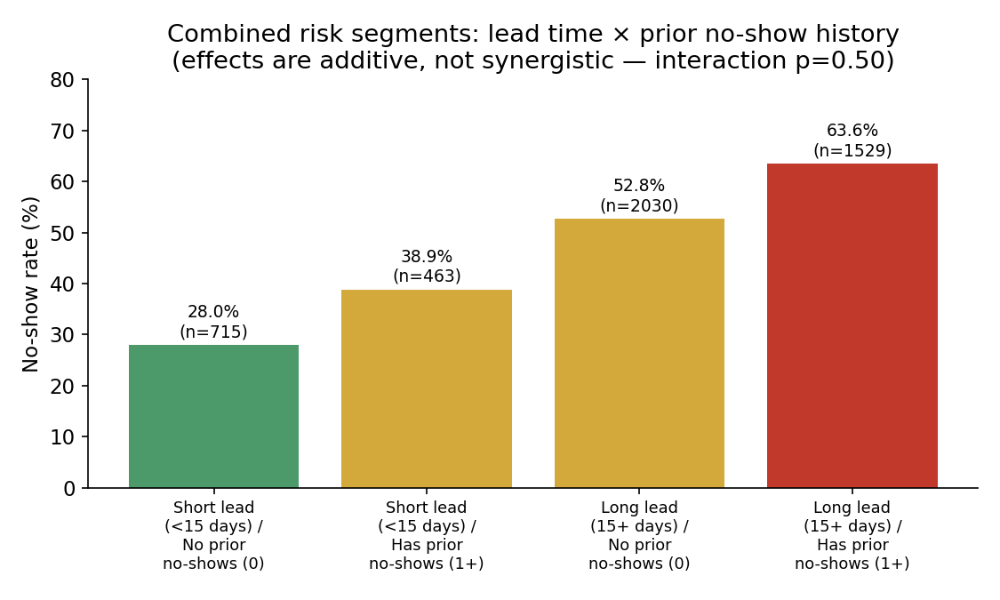 Combined risk segments: lead time × prior no-show history
(effects are additive, not synergistic — interaction p=0.50)
80
70
60
50
40
30
20
10
0
No-show rate (%)
28.0%
(n=715)
38.9%
(n=463)
52.8%
(n=2030)
63.6%
(n=1529)
Short lead
(<15 days) /
No prior
no-shows (0)
Short lead
(<15 days) /
Has prior
no-shows (1+)
Long lead
(15+ days) /
No prior
no-shows (0)
Long lead
(15+ days) /
Has prior
no-shows (1+)